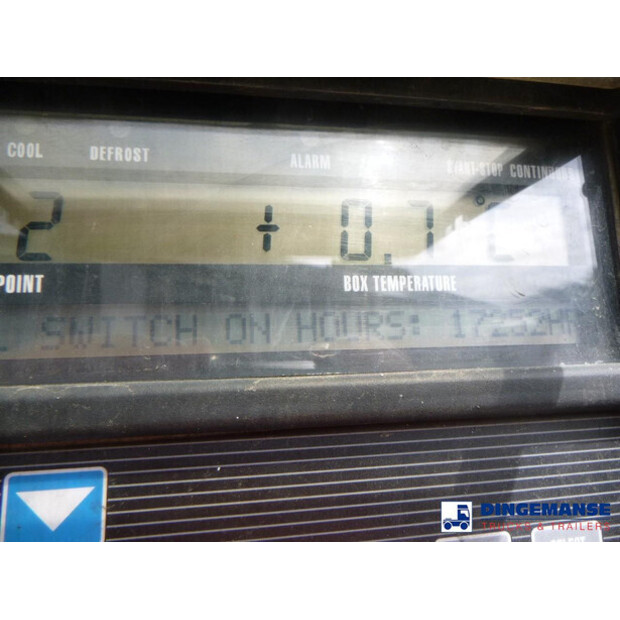 COOL DEFROST ALARM START-STOP CONTINUOUS
2 + 0.7 °C
POINT BOX TEMPERATURE
SWITCH ON HOURS: 17252HR
DINGEMANSE
TRUCKS & TRAILERS
SELECT